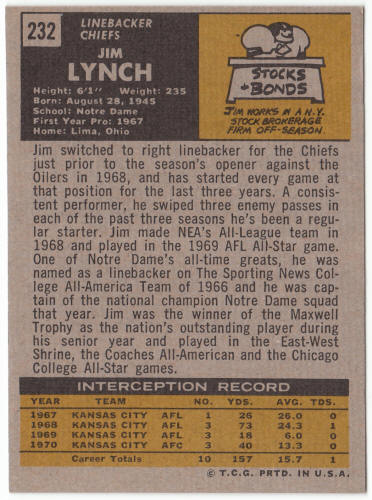 232
LINEBACKER
CHIEFS
JIM
LYNCH
Height: 6'1" Weight: 235
Born: August 28, 1945
School: Notre Dame
First Year Pro: 1967
Home: Lima, Ohio
STOCKS
+ BONDS
JIM WORKS IN A N.Y.
STOCK BROKERAGE
FIRM OFF-SEASON.
Jim switched to right linebacker for the Chiefs
just prior to the season's opener against the
Oilers in 1968, and has started every game at
that position for the last three years. A consis-
tent performer, he swiped three enemy passes in
each of the past three seasons he's been a regu-
lar starter. Jim made NEA's All-League team in
1968 and played in the 1969 AFL All-Star game.
One of Notre Dame's all-time greats, he was
named as a linebacker on The Sporting News Col-
lege All-America Team of 1966 and he was cap-
tain of the national champion Notre Dame squad
that year. Jim was the winner of the Maxwell
Trophy as the nation's outstanding player during
his senior year and played in the East-West
Shrine, the Coaches All-American and the Chicago
College All-Star games.
INTERCEPTION RECORD
YEAR TEAM NO. YDS. AVG. TDS.
1967 KANSAS CITY AFL 1 26 26.0 0
1968 KANSAS CITY AFL 3 73 24.3 1
1969 KANSAS CITY AFL 3 18 6.0 0
1970 KANSAS CITY AFC 3 40 13.3 0
Career Totals 10 157 15.7 1
© T.C.G. PRTD. IN U.S.A.